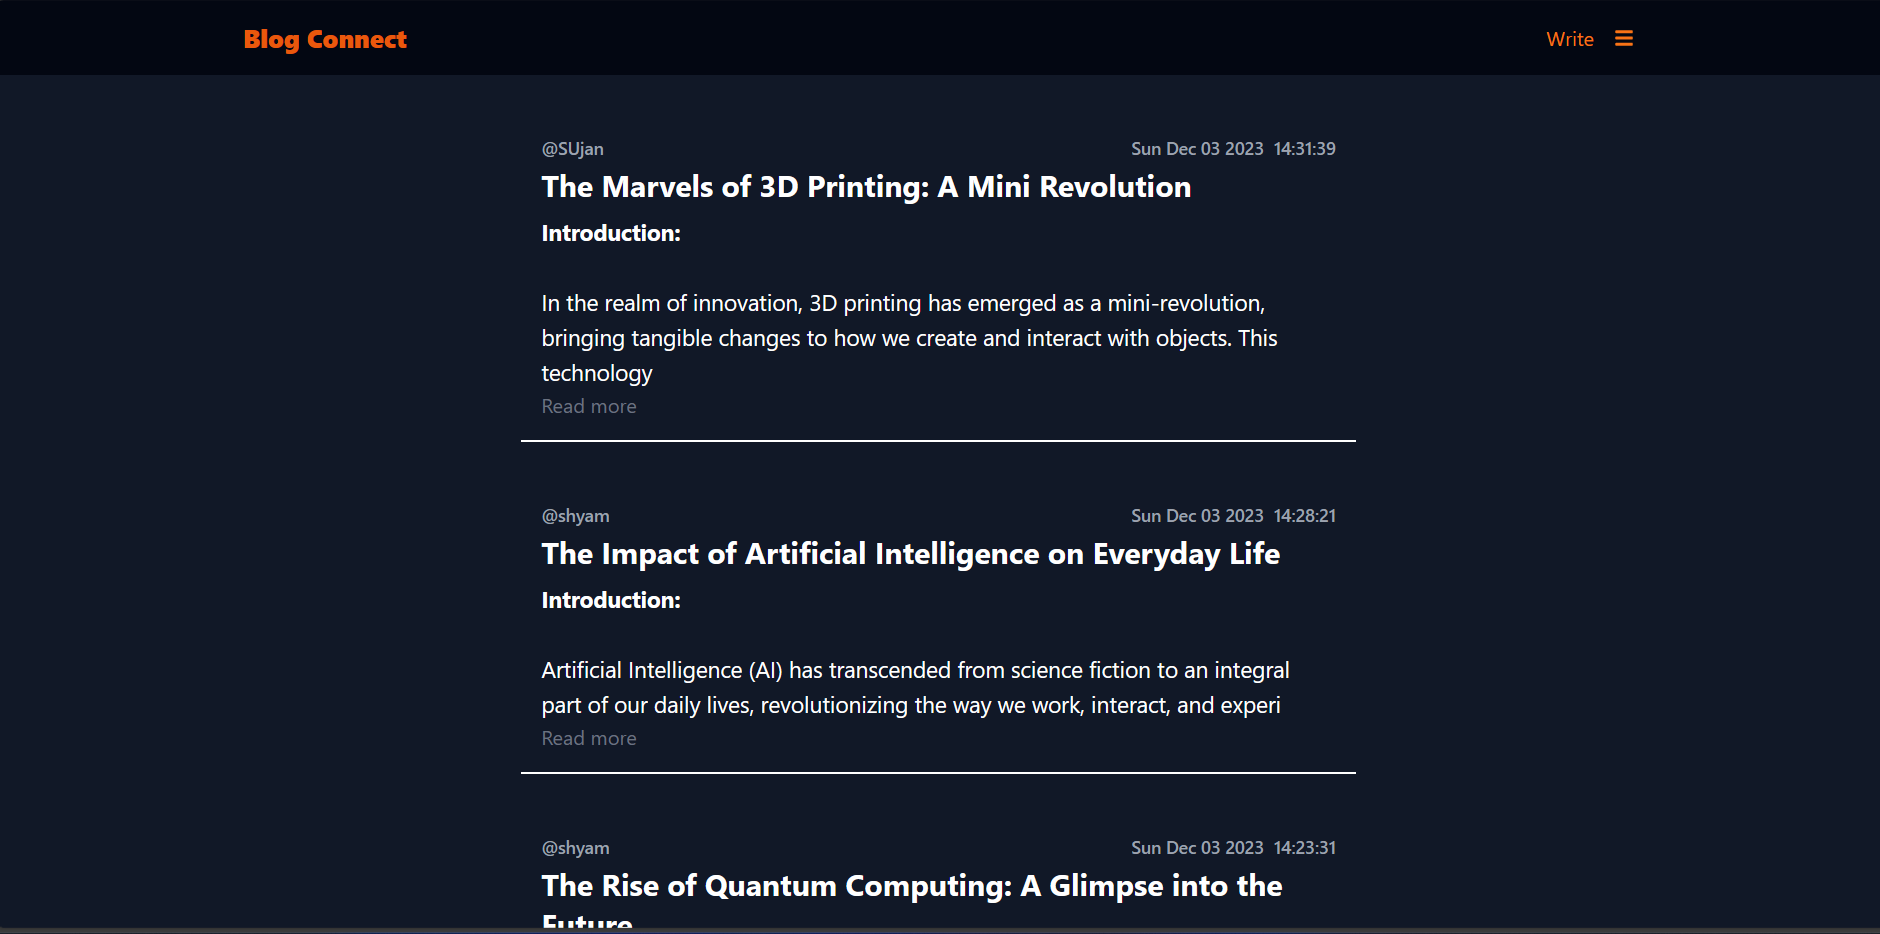 Blog Connect
Write
@SUjan
Sun Dec 03 2023 14:31:39
The Marvels of 3D Printing: A Mini Revolution
Introduction:
In the realm of innovation, 3D printing has emerged as a mini-revolution,
bringing tangible changes to how we create and interact with objects. This
technology
Read more
@shyam
Sun Dec 03 2023 14:28:21
The Impact of Artificial Intelligence on Everyday Life
Introduction:
Artificial Intelligence (AI) has transcended from science fiction to an integral
part of our daily lives, revolutionizing the way we work, interact, and experi
Read more
@shyam
Sun Dec 03 2023 14:23:31
The Rise of Quantum Computing: A Glimpse into the
Future